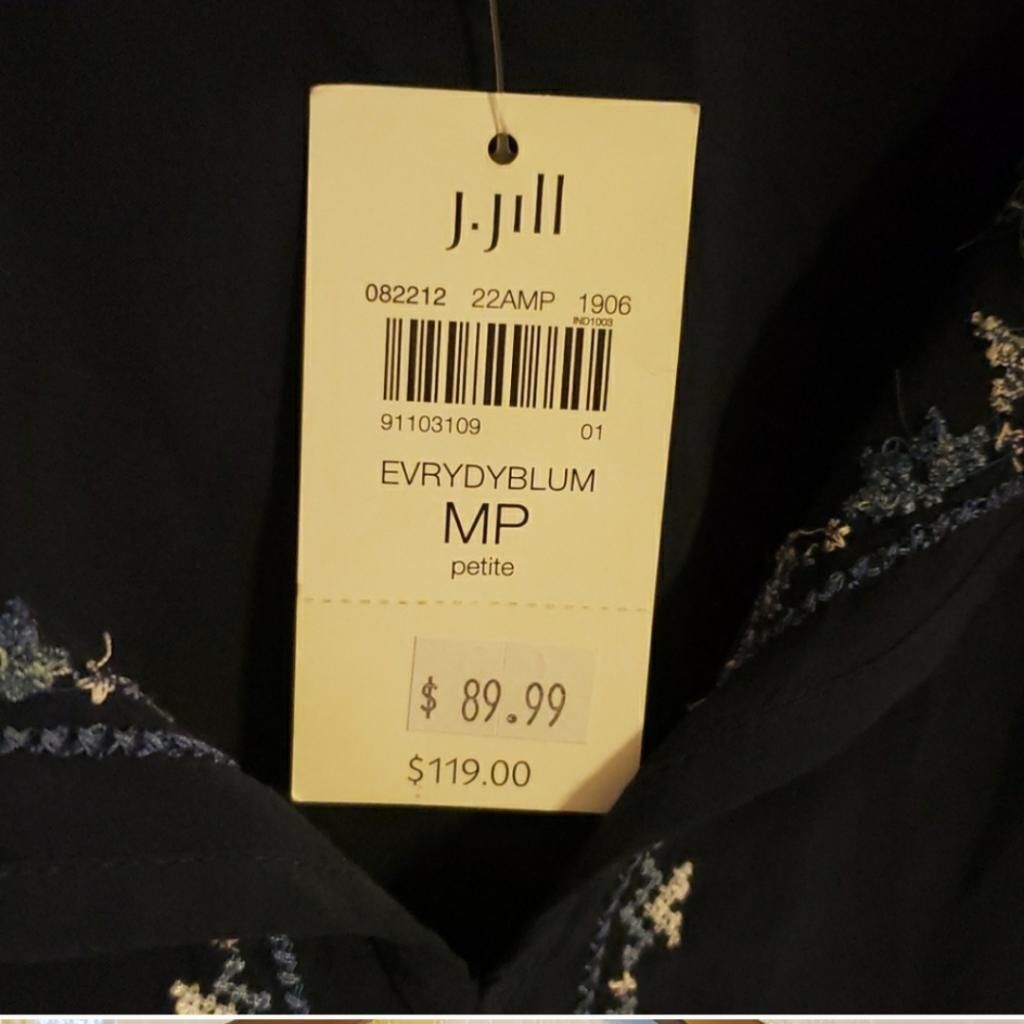 J.Jill
082212 22AMP 1906
IND1003
91103109 01
EVRYDYBLUM
MP
petite
$ 89.99
$119.00